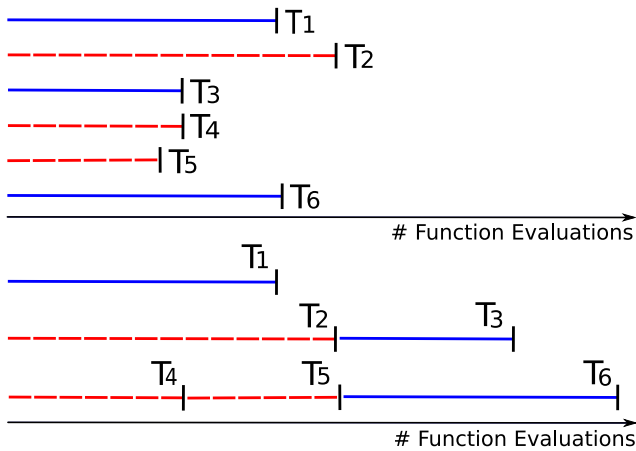 T1
T2
T3
T4
T5
T6
# Function Evaluations
T1
T2 T3
T4 T5 T6
# Function Evaluations